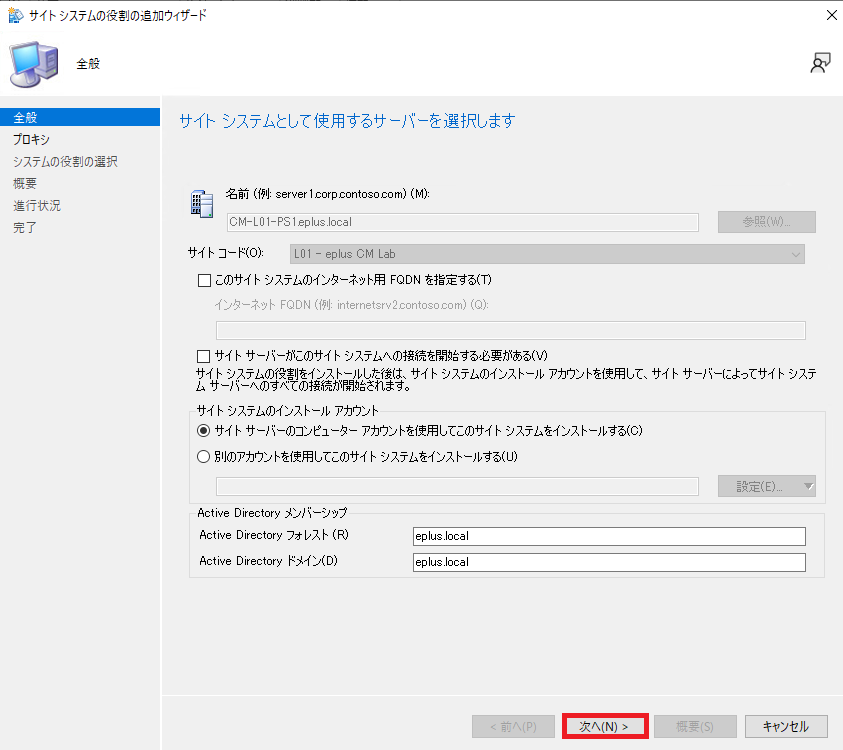 サイト システムの役割の追加ウィザード
全般
全般
プロキシ
システムの役割の選択
概要
進行状況
完了
サイト システムとして使用するサーバーを選択します
名前 (例: server1.corp.contoso.com) (M):
CM-L01-PS1.eplus.local
参照(W)...
サイト コード(O):
L01 - eplus CM Lab
このサイト システムのインターネット用 FQDN を指定する(T)
インターネット FQDN (例: internetsrv2.contoso.com) (Q):
サイト サーバーがこのサイト システムへの接続を開始する必要がある(V)
サイト システムの役割をインストールした後は、サイト システムのインストール アカウントを使用して、サイト サーバーによってサイト システ
ム サーバーへのすべての接続が開始されます。
サイト システムのインストール アカウント
サイト サーバーのコンピューター アカウントを使用してこのサイト システムをインストールする(C)
別のアカウントを使用してこのサイト システムをインストールする(U)
設定(E)...
Active Directory メンバーシップ
Active Directory フォレスト (R)
eplus.local
Active Directory ドメイン(D)
eplus.local
< 前へ(P)
次へ(N) >
概要(S)
キャンセル